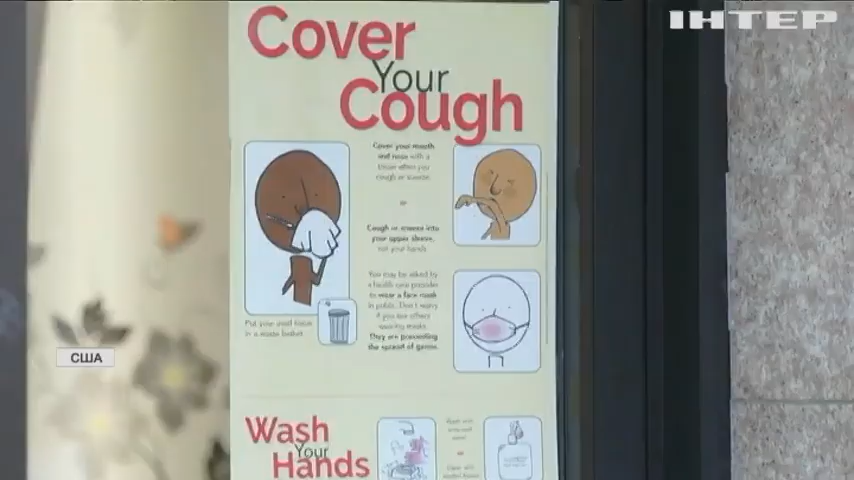 ІНТЕР
Cover
Your
Cough
Cover your mouth
and nose with a
tissue when you
cough or sneeze.
or
Cough or sneeze into
your upper sleeve,
not your hands.
You may be asked by
a health care provider
to wear a face mask
in public. Don't worry
if you see others
wearing masks.
They are preventing
the spread of germs.
Put your used tissue
in a waste basket.
США
Wash
Your
Hands